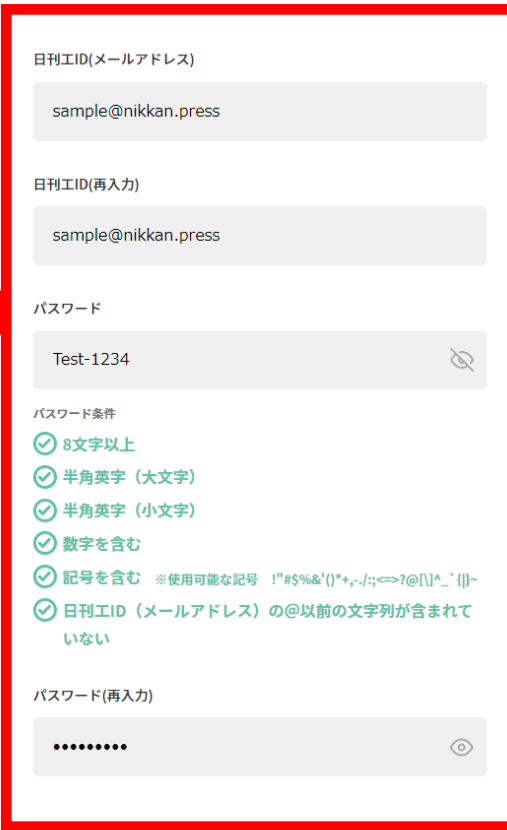 日刊工ID(メールアドレス)
sample@nikkan.press
日刊工ID(再入力)
sample@nikkan.press
パスワード
Test-1234
パスワード条件
8文字以上
半角英字（大文字）
半角英字（小文字）
数字を含む
記号を含む ※使用可能な記号 !"#$%&'()*+,-./:;<=>?@[\]^_`{|}~
日刊工ID（メールアドレス）の@以前の文字列が含まれて
いない
パスワード(再入力)
•••••••••